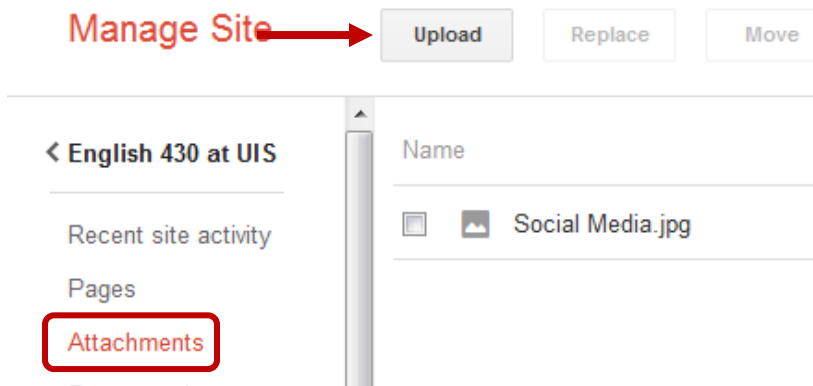 Manage Site
Upload
Replace
Move
English 430 at UIS
Name
Recent site activity
Social Media.jpg
Pages
Attachments